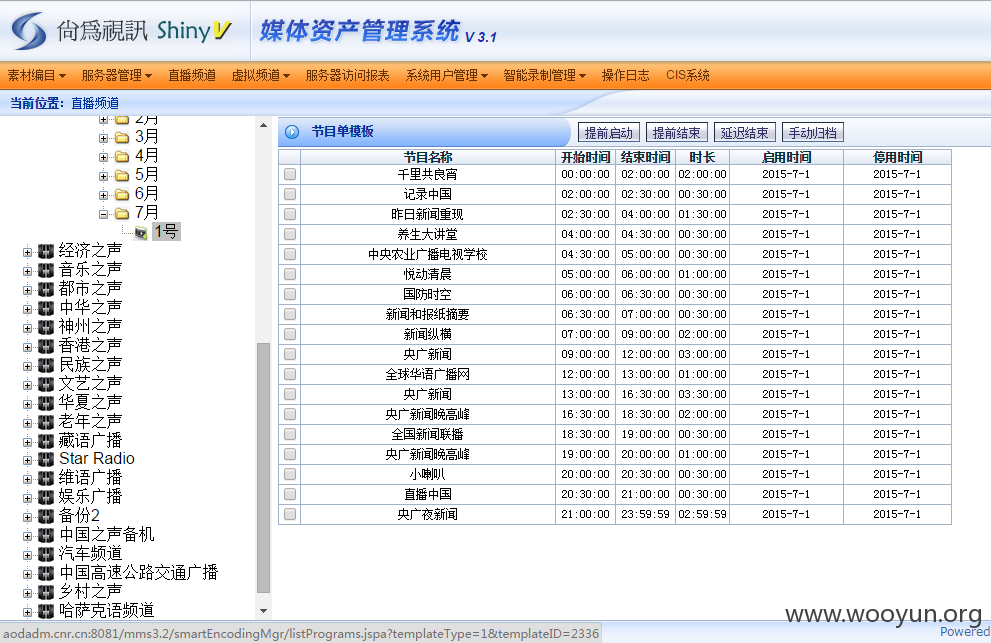 尚為視訊 ShinyV
媒体资产管理系统 V 3.1
素材编目 服务器管理 直播频道 虚拟频道 服务器访问报表 系统用户管理 智能录制管理 操作日志 CIS系统
当前位置: 直播频道
2月
3月
4月
5月
6月
7月
1号
经济之声
音乐之声
都市之声
中华之声
神州之声
香港之声
民族之声
文艺之声
华夏之声
老年之声
藏语广播
Star Radio
维语广播
娱乐广播
备份2
中国之声备机
汽车频道
中国高速公路交通广播
乡村之声
哈萨克语频道
节目单模板 提前启动 提前结束 延迟结束 手动归档
节目名称 开始时间 结束时间 时长 启用时间 停用时间
千里共良宵 00:00:00 02:00:00 02:00:00 2015-7-1 2015-7-1
记录中国 02:00:00 02:30:00 00:30:00 2015-7-1 2015-7-1
昨日新闻重现 02:30:00 04:00:00 01:30:00 2015-7-1 2015-7-1
养生大讲堂 04:00:00 04:30:00 00:30:00 2015-7-1 2015-7-1
中央农业广播电视学校 04:30:00 05:00:00 00:30:00 2015-7-1 2015-7-1
悦动清晨 05:00:00 06:00:00 01:00:00 2015-7-1 2015-7-1
国防时空 06:00:00 06:30:00 00:30:00 2015-7-1 2015-7-1
新闻和报纸摘要 06:30:00 07:00:00 00:30:00 2015-7-1 2015-7-1
新闻纵横 07:00:00 09:00:00 02:00:00 2015-7-1 2015-7-1
央广新闻 09:00:00 12:00:00 03:00:00 2015-7-1 2015-7-1
全球华语广播网 12:00:00 13:00:00 01:00:00 2015-7-1 2015-7-1
央广新闻 13:00:00 16:30:00 03:30:00 2015-7-1 2015-7-1
央广新闻晚高峰 16:30:00 18:30:00 02:00:00 2015-7-1 2015-7-1
全国新闻联播 18:30:00 19:00:00 00:30:00 2015-7-1 2015-7-1
央广新闻晚高峰 19:00:00 20:00:00 01:00:00 2015-7-1 2015-7-1
小喇叭 20:00:00 20:30:00 00:30:00 2015-7-1 2015-7-1
直播中国 20:30:00 21:00:00 00:30:00 2015-7-1 2015-7-1
央广夜新闻 21:00:00 23:59:59 02:59:59 2015-7-1 2015-7-1
www.wooyun.org
aodadm.cnr.cn:8081/mms3.2/smartEncodingMgr/listPrograms.jspa?templateType=1&templateID=2336
Powered